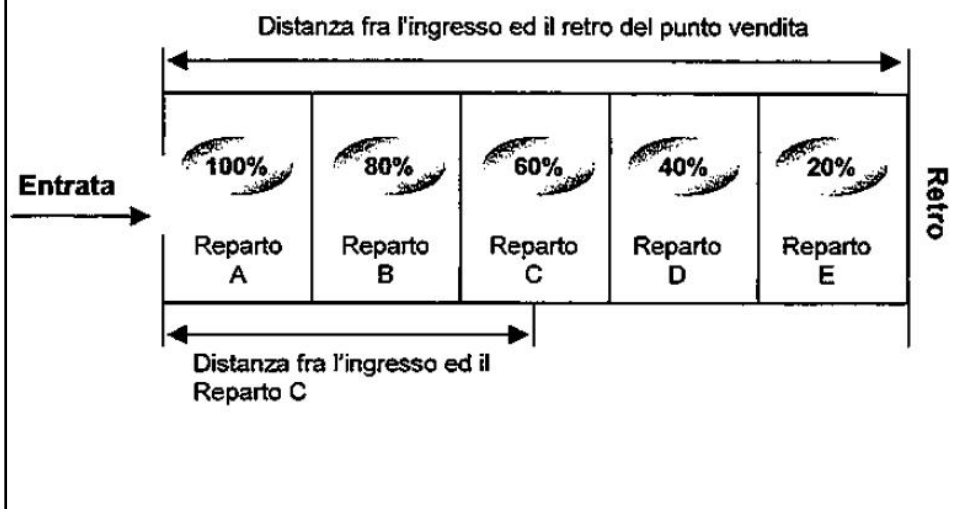 Distanza fra l'ingresso ed il retro del punto vendita
Entrata
100%
80%
60%
40%
20%
Reparto
A
Reparto
B
Reparto
C
Reparto
D
Reparto
E
Retro
Distanza fra l'ingresso ed il
Reparto C